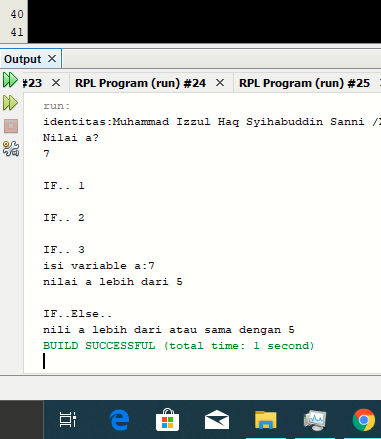 40
41
Output ×
#23 × RPL Program (run) #24 × RPL Program (run) #25
run:
identitas:Muhammad Izzul Haq Syihabuddin Sanni
Nilai a?
7
IF.. 1
IF.. 2
IF.. 3
isi variable a:7
nilai a lebih dari 5
IF..Else..
nili a lebih dari atau sama dengan 5
BUILD SUCCESSFUL (total time: 1 second)